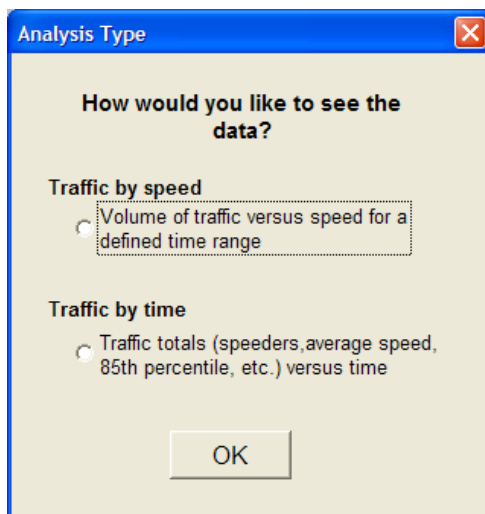 Analysis Type
How would you like to see the
data?
Traffic by speed
Volume of traffic versus speed for a
defined time range
Traffic by time
Traffic totals (speeders,average speed,
85th percentile, etc.) versus time
OK